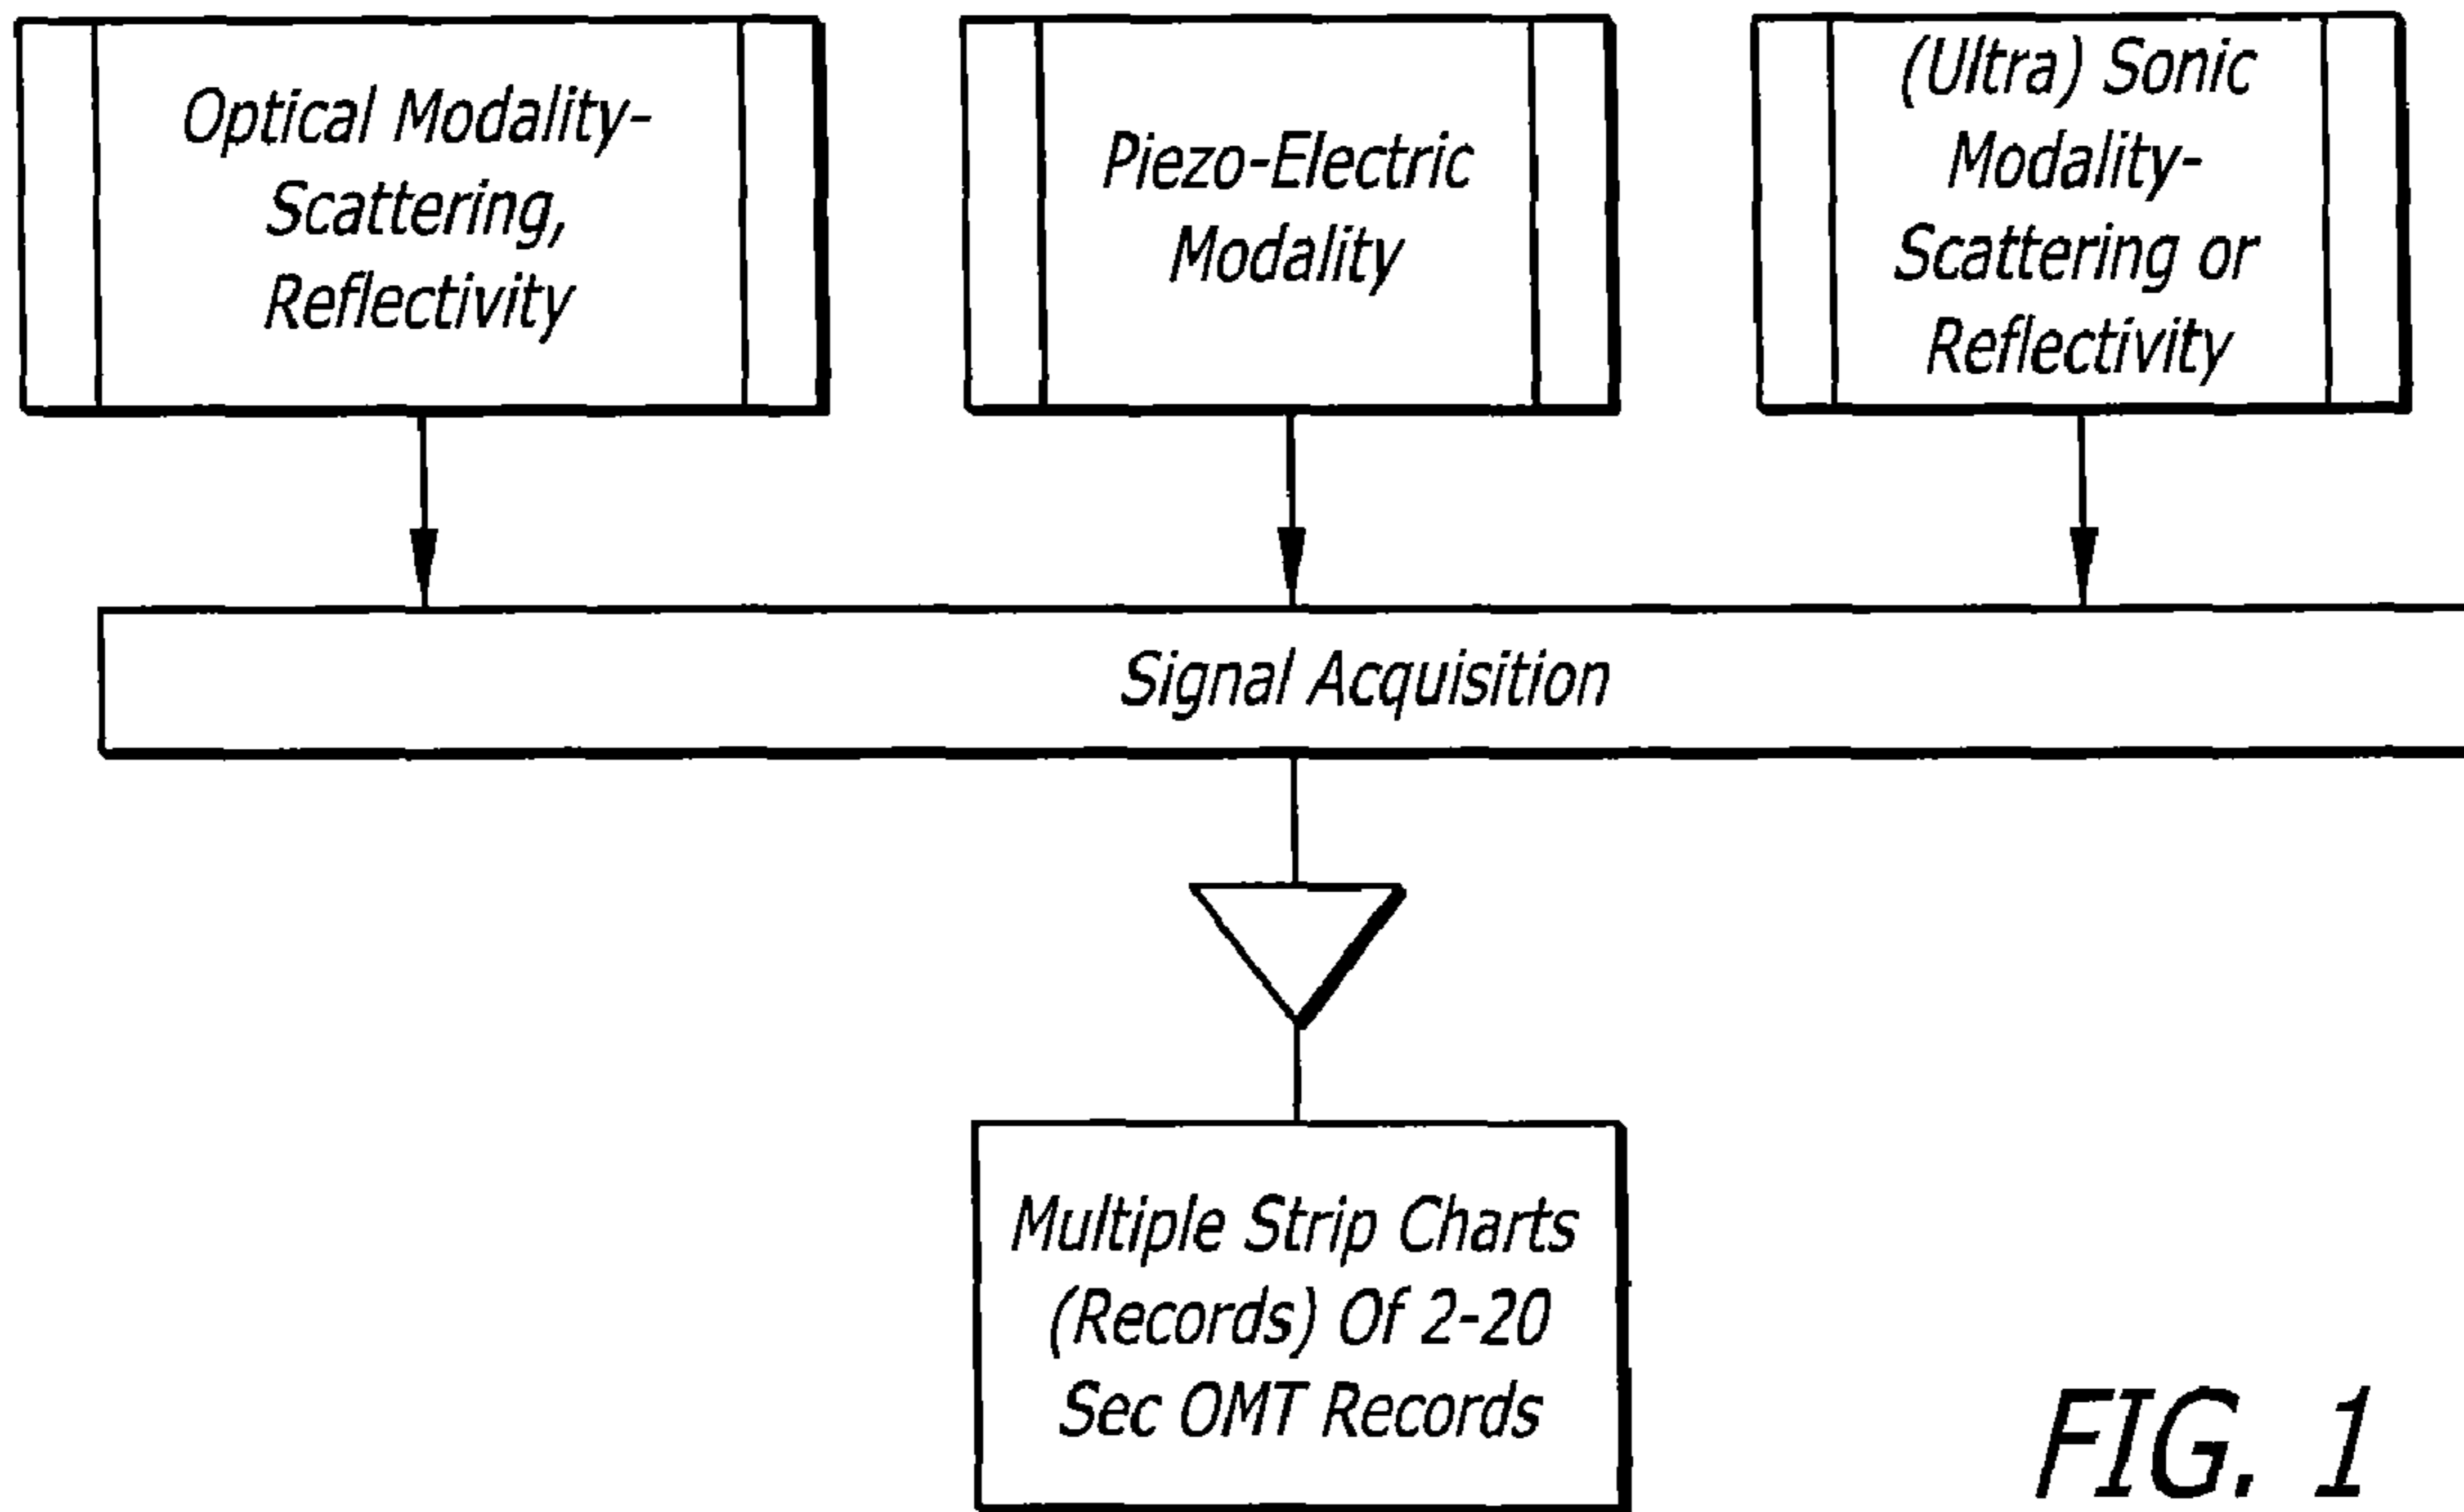 Optical Modality-
Scattering,
Reflectivity
Piezo-Electric
Modality
(Ultra) Sonic
Modality-
Scattering or
Reflectivity
Signal Acquisition
Multiple Strip Charts
(Records) Of 2-20
Sec OMT Records
FIG. 1